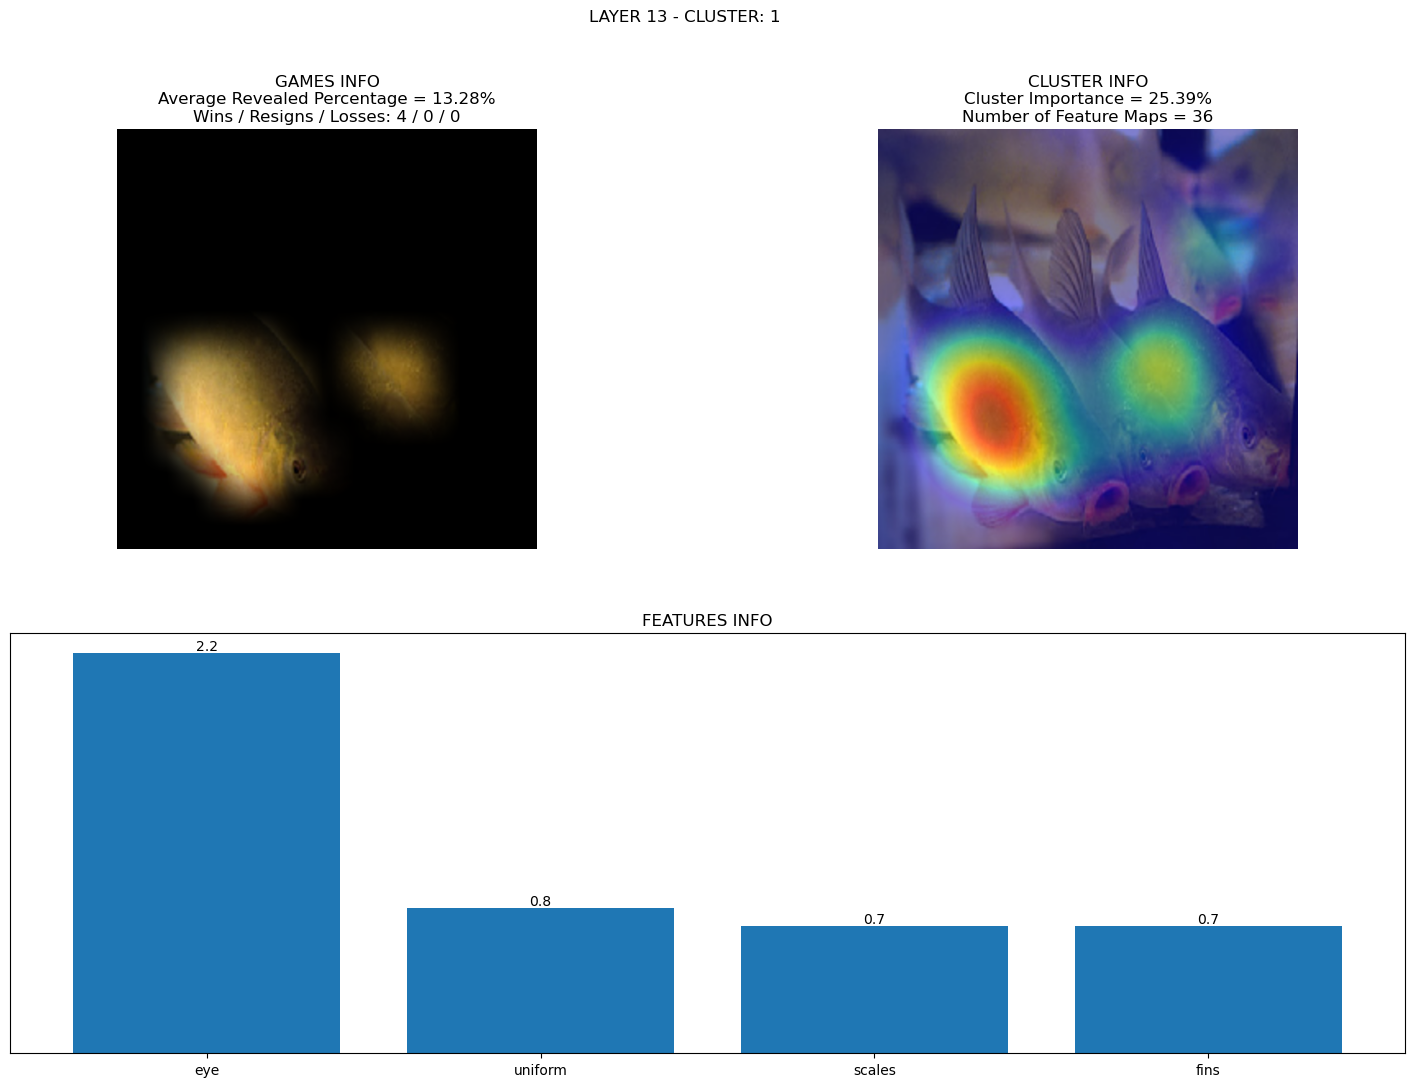 LAYER 13 - CLUSTER: 1
GAMES INFO
Average Revealed Percentage = 13.28%
Wins / Resigns / Losses: 4 / 0 / 0
CLUSTER INFO
Cluster Importance = 25.39%
Number of Feature Maps = 36
FEATURES INFO
2.2
0.8
0.7
0.7
eye
uniform
scales
fins